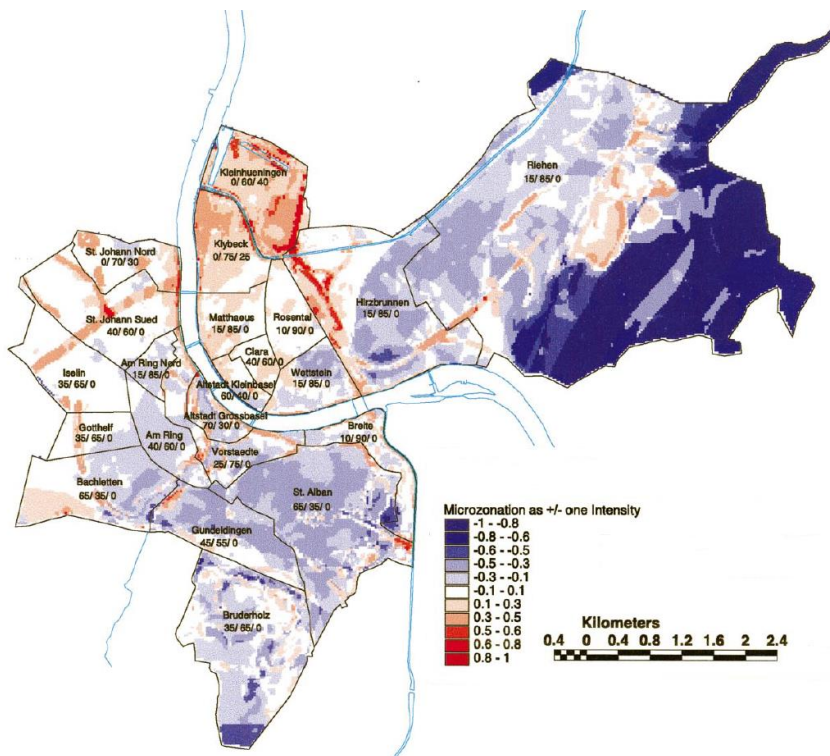 Kleinhueningen
0/ 60/ 40
Riehen
15/ 85/ 0
St. Johann Nord
0/ 70/ 30
Klybeck
0/ 75/ 25
Hirzbrunnen
15/ 85/ 0
St. Johann Sued
40/ 60/ 0
Matthaeus
15/ 85/ 0
Rosental
10/ 90/ 0
Clara
40/ 60/ 0
Am Ring Nord
15/ 85/ 0
Iselin
35/ 65/ 0
Wettstein
15/ 85/ 0
Altstadt Kleinbasel
60/ 40/ 0
Altstadt Grossbasel
70/ 30/ 0
Gotthelf
35/ 65/ 0
Am Ring
40/ 60/ 0
Breite
10/ 90/ 0
Vorstaedte
25/ 75/ 0
Bachletten
65/ 35/ 0
St. Alban
65/ 35/ 0
Gundeldingen
45/ 55/ 0
Bruderholz
35/ 65/ 0
Microzonation as +/- one Intensity
-1 - -0.8
-0.8 - -0.6
-0.6 - -0.5
-0.5 - -0.3
-0.3 - -0.1
-0.1 - 0.1
0.1 - 0.3
0.3 - 0.5
0.5 - 0.6
0.6 - 0.8
0.8 - 1
Kilometers
0.4 0 0.4 0.8 1.2 1.6 2 2.4